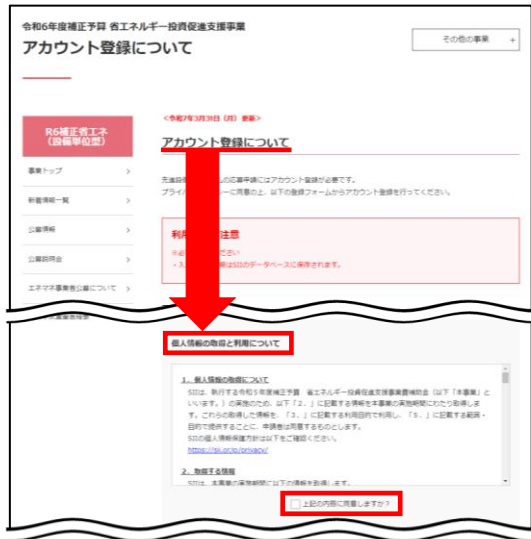 令和6年度補正予算 省エネルギー投資促進支援事業
アカウント登録について
その他の事業 +
R6補正省エネ
(設備単位型)
事業トップ >
新着情報一覧 >
公募情報 >
公募説明会 >
エネマネ事業者公募について >
<令和7年3月31日(月) 更新>
アカウント登録について
の応募申請にはアカウント登録が必要です。
プライバ ーに同意の上、以下の登録フォームからアカウント登録を行ってください。
利 注意
ださい
報はSIIのデータベースに保存されます。
個人情報の取得と利用について
1. 個人情報の取得について
SIIは、執行する令和5年度補正予算 省エネルギー投資促進支援事業費補助金(以下「本事業」と
いいます。)の実施のため、以下「2.」に記載する情報を本事業の実施期間にわたり取得しま
す。これらの取得した情報を、「3.」に記載する利用目的で利用し、「5.」に記載する範囲・
目的で提供することに、申請者は同意するものとします。
SIIの個人情報保護方針は以下をご確認ください。
https://sii.or.jp/privacy/
2. 取得する情報
SIIは、本事業の実施期間に以下の情報を取得します。
上記の内容に同意しますか?